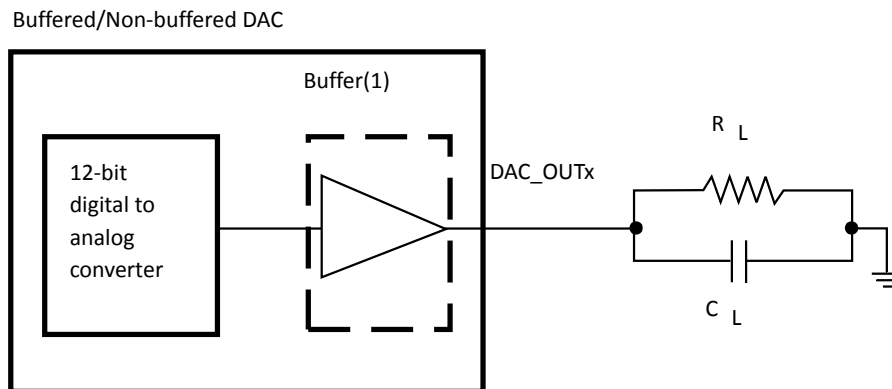 Buffered/Non-buffered DAC
Buffer(1)
12-bit
digital to
analog
converter
DAC_OUTx
R L
C L